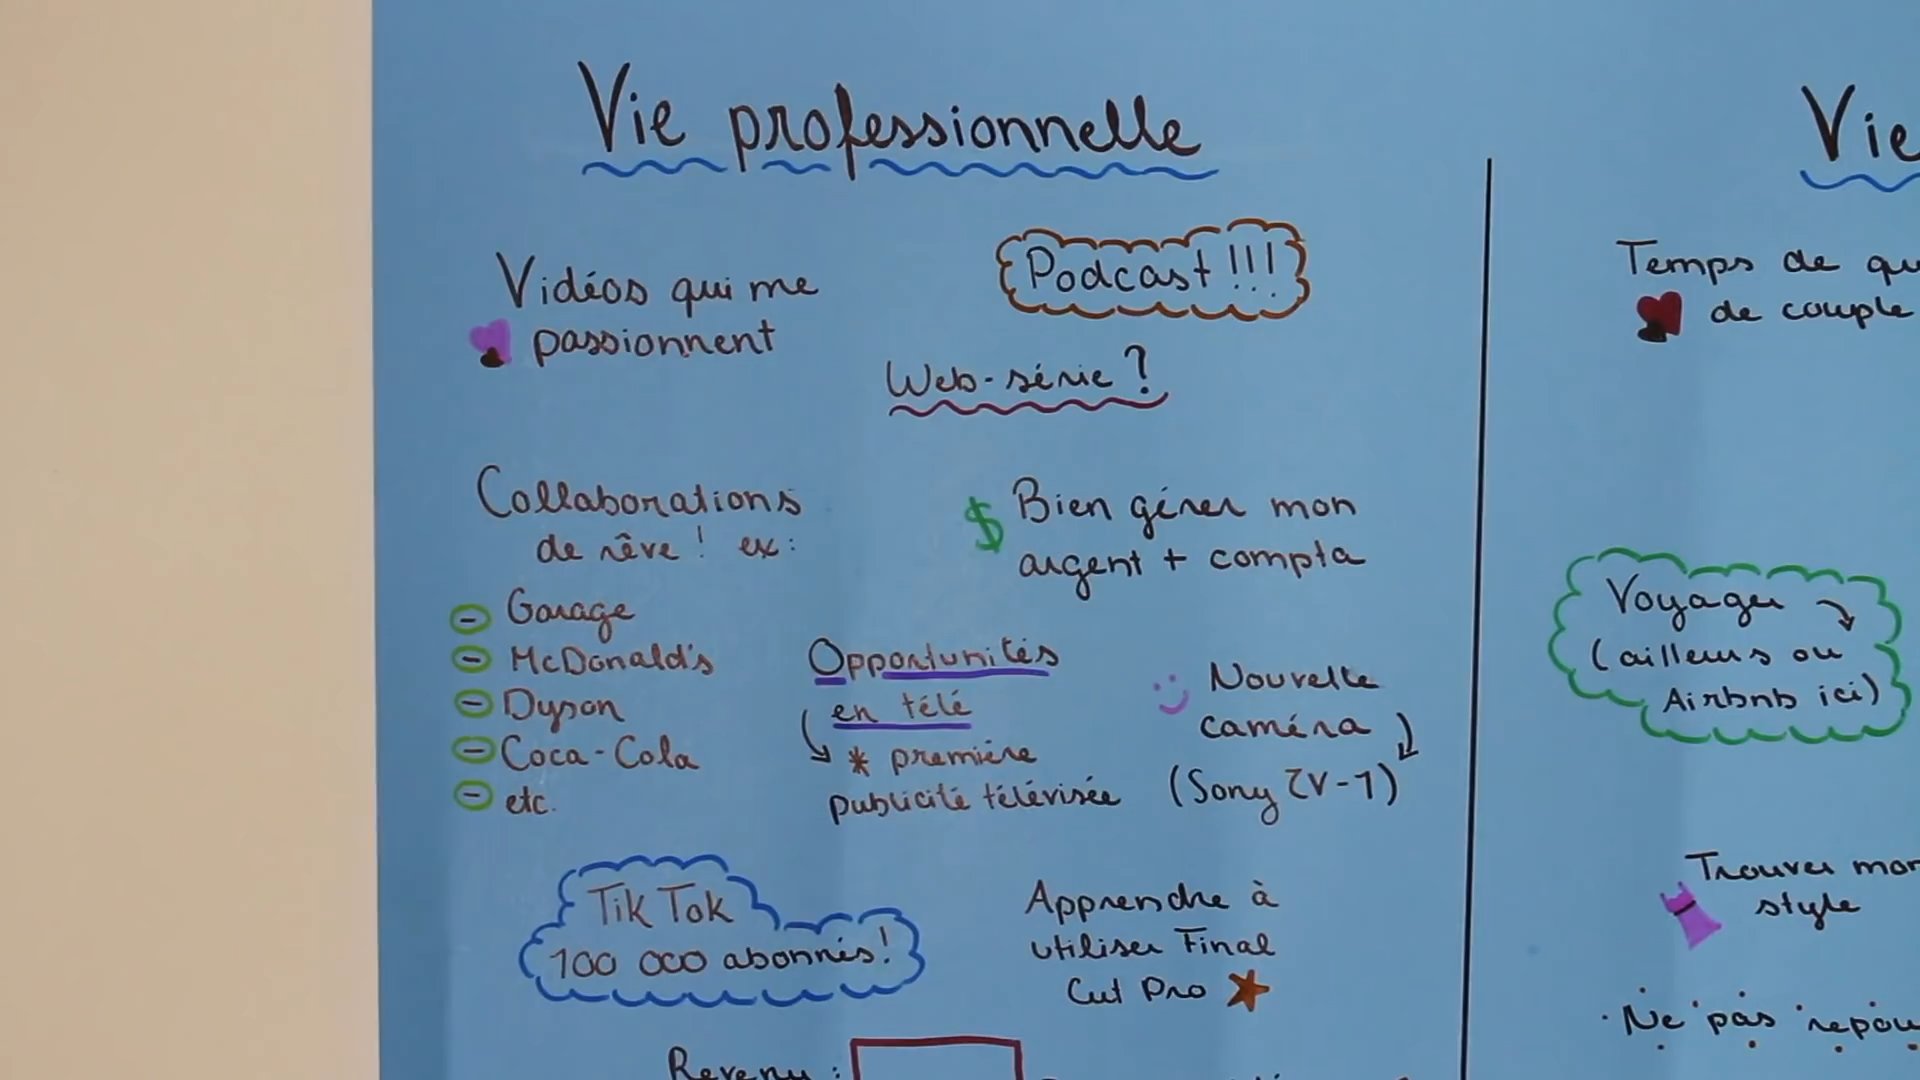 Vie professionnelle
Vidéos qui me
passionnent
Podcast !!!
Web-série ?
Collaborations
de rêve ! ex :
- Garage
- McDonald's
- Dyson
- Coca-Cola
- etc.
$ Bien gérer mon
argent + compta
Opportunités
en télé
* première
publicité télévisée
Nouvelle
caméra
(Sony ZV-1)
TikTok
100 000 abonnés !
Apprendre à
utiliser Final
Cut Pro
Revenu :
Vie
Temps de
de couple
Voyager
(ailleurs ou
Airbnb ici)
Trouver mon
style
Ne pas